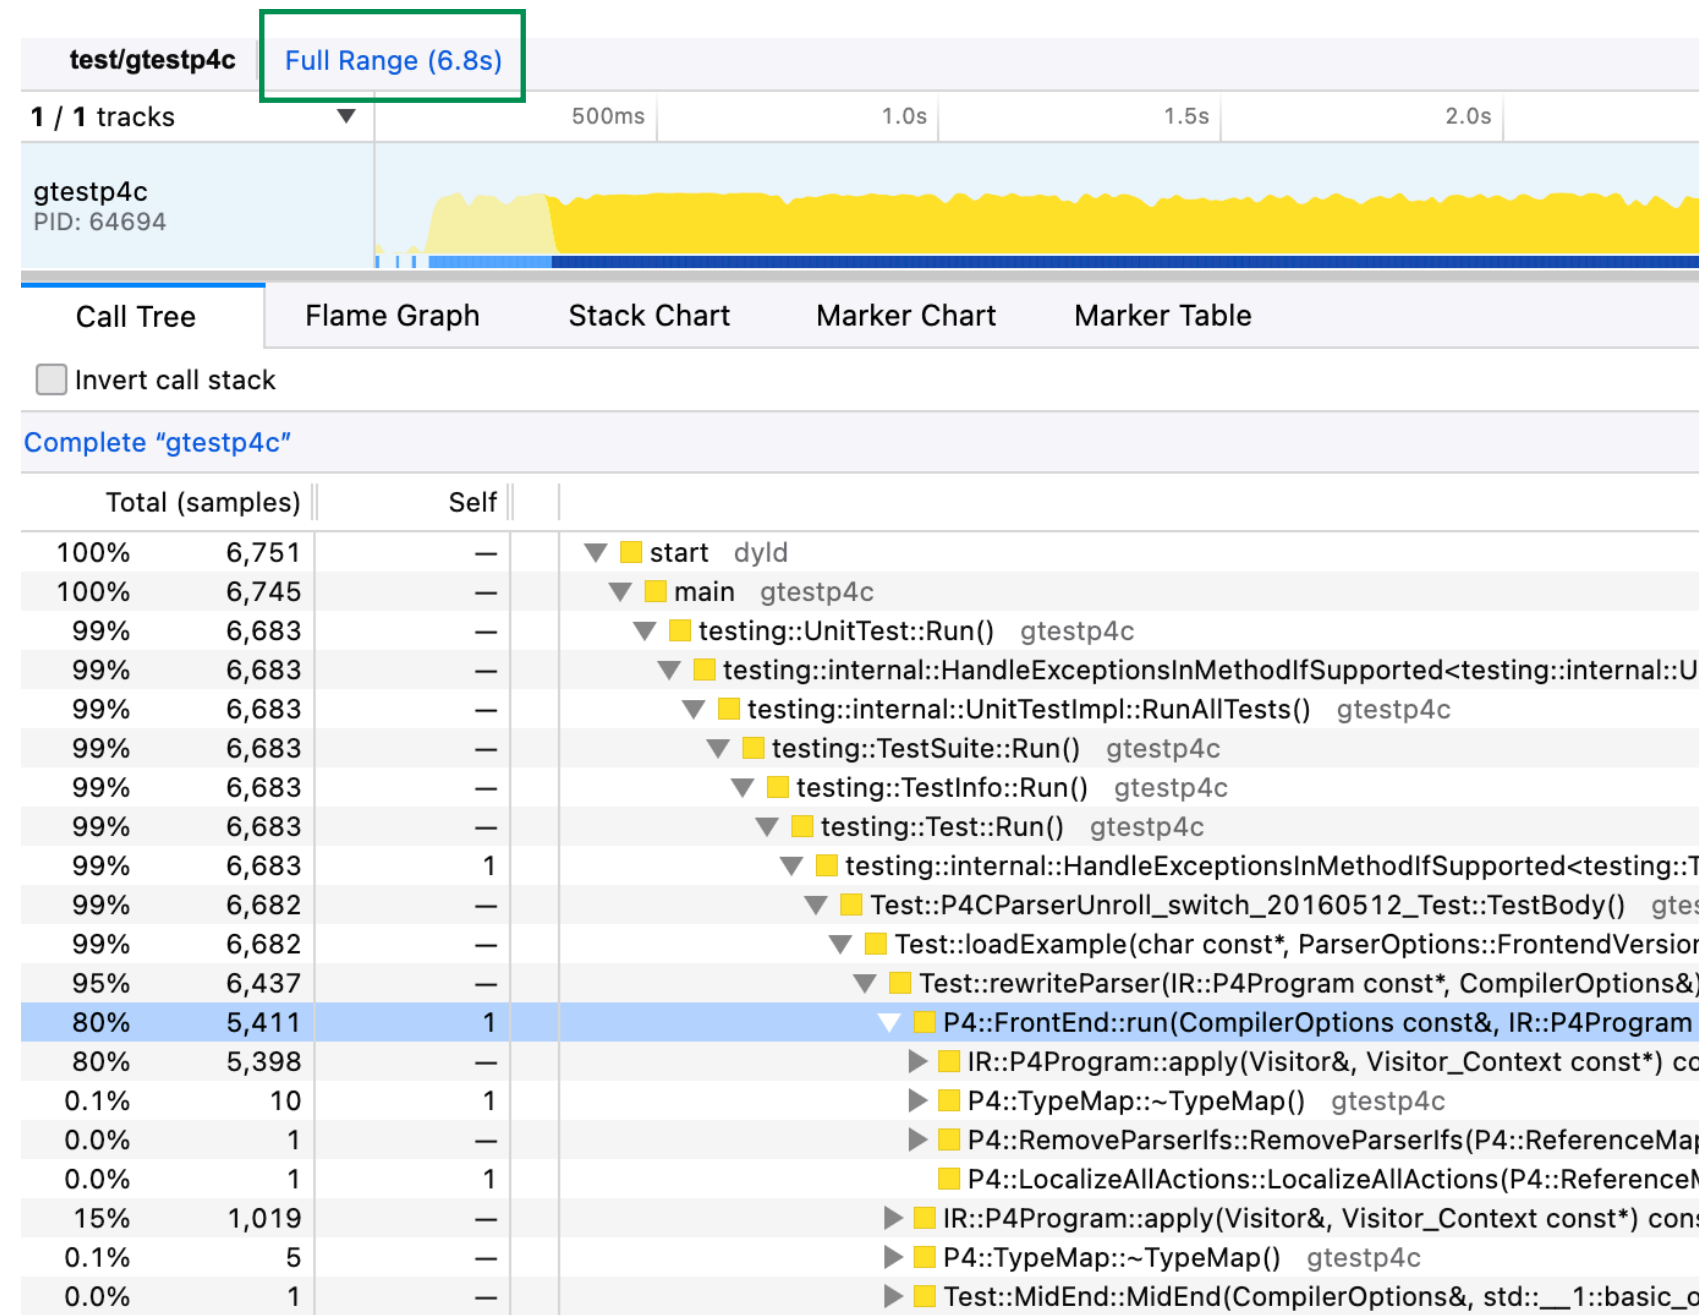 test/gtestp4c Full Range (6.8s)
1 / 1 tracks 500ms 1.0s 1.5s 2.0s
gtestp4c
PID: 64694
Call Tree Flame Graph Stack Chart Marker Chart Marker Table
Invert call stack
Complete “gtestp4c”
Total (samples) Self
100% 6,751 — start dyld
100% 6,745 — main gtestp4c
99% 6,683 — testing::UnitTest::Run() gtestp4c
99% 6,683 — testing::internal::HandleExceptionsInMethodIfSupported<testing::internal::U
99% 6,683 — testing::internal::UnitTestImpl::RunAllTests() gtestp4c
99% 6,683 — testing::TestSuite::Run() gtestp4c
99% 6,683 — testing::TestInfo::Run() gtestp4c
99% 6,683 — testing::Test::Run() gtestp4c
99% 6,683 1 testing::internal::HandleExceptionsInMethodIfSupported<testing::T
99% 6,682 — Test::P4CParserUnroll_switch_20160512_Test::TestBody() gtes
99% 6,682 — Test::loadExample(char const*, ParserOptions::FrontendVersion
95% 6,437 — Test::rewriteParser(IR::P4Program const*, CompilerOptions&)
80% 5,411 1 P4::FrontEnd::run(CompilerOptions const&, IR::P4Program
80% 5,398 — IR::P4Program::apply(Visitor&, Visitor_Context const*) co
0.1% 10 1 P4::TypeMap::~TypeMap() gtestp4c
0.0% 1 — P4::RemoveParserIfs::RemoveParserIfs(P4::ReferenceMap
0.0% 1 1 P4::LocalizeAllActions::LocalizeAllActions(P4::ReferenceM
15% 1,019 — IR::P4Program::apply(Visitor&, Visitor_Context const*) cons
0.1% 5 — P4::TypeMap::~TypeMap() gtestp4c
0.0% 1 — Test::MidEnd::MidEnd(CompilerOptions&, std::__1::basic_c